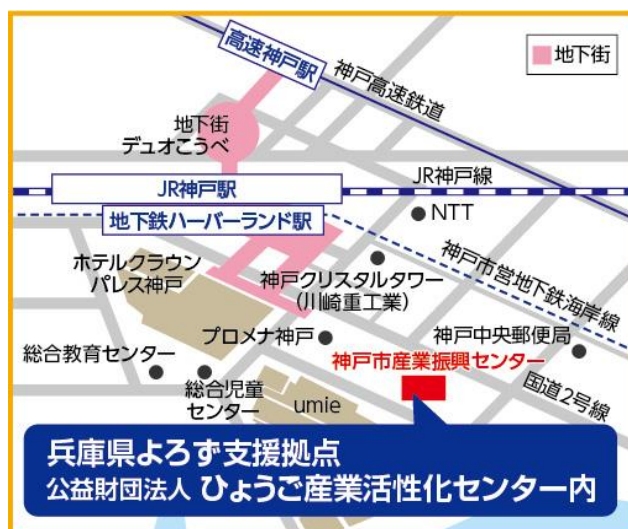 高速神戸駅
神戸高速鉄道
地下街
地下街
デュオこうべ
JR神戸駅
JR神戸線
地下鉄ハーバーランド駅
NTT
ホテルクラウン
パレス神戸
神戸クリスタルタワー
(川崎重工業)
神戸市営地下鉄海岸線
プロメナ神戸
神戸中央郵便局
総合教育センター
神戸市産業振興センター
総合児童
センター
umie
国道2号線
兵庫県よろず支援拠点
公益財団法人 ひょうご産業活性化センター内